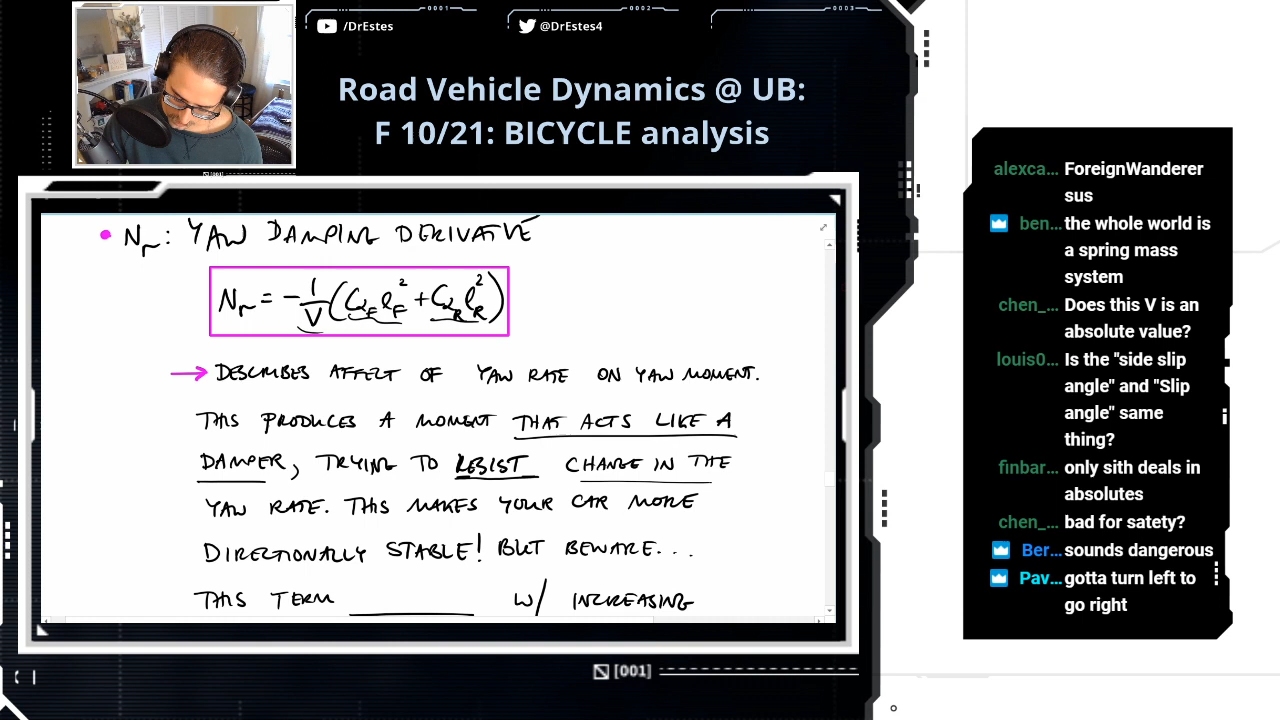 0001
0002
0003
/DrEstes
@DrEstes4
Road Vehicle Dynamics @ UB:
F 10/21: BICYCLE analysis
[001]
• Nr: YAW DAMPING DERIVATIVE
Nr = -1/V (CαF ℓF² + CαR ℓR²)
→ DESCRIBES AFFECT OF YAW RATE ON YAW MOMENT.
THIS PRODUCES A MOMENT THAT ACTS LIKE A
DAMPER, TRYING TO RESIST CHANGE IN THE
YAW RATE. THIS MAKES YOUR CAR MORE
DIRECTIONALLY STABLE! BUT BEWARE...
THIS TERM ________ W/ INCREASING
[001]
alexca… ForeignWanderer
sus
ben… the whole world is
a spring mass
system
chen_… Does this V is an
absolute value?
louis0… Is the "side slip
angle" and "Slip
angle" same
thing?
finbar… only sith deals in
absolutes
chen_… bad for satety?
Ber… sounds dangerous
Pav… gotta turn left to
go right